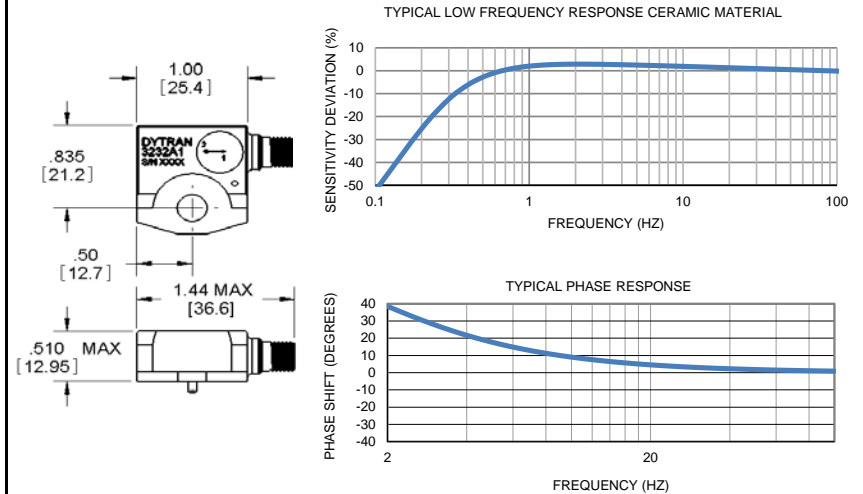 1.00
[25.4]
DYTRAN
3232A1
S/N XXXX
2
1
.835
[21.2]
.50
[12.7]
1.44 MAX
[36.6]
.510 MAX
[12.95]
TYPICAL LOW FREQUENCY RESPONSE CERAMIC MATERIAL
SENSITIVITY DEVIATION (%)
10
0
-10
-20
-30
-40
-50
0.1
1
10
100
FREQUENCY (HZ)
TYPICAL PHASE RESPONSE
PHASE SHIFT (DEGREES)
40
30
20
10
0
-10
-20
-30
-40
2
20
FREQUENCY (HZ)